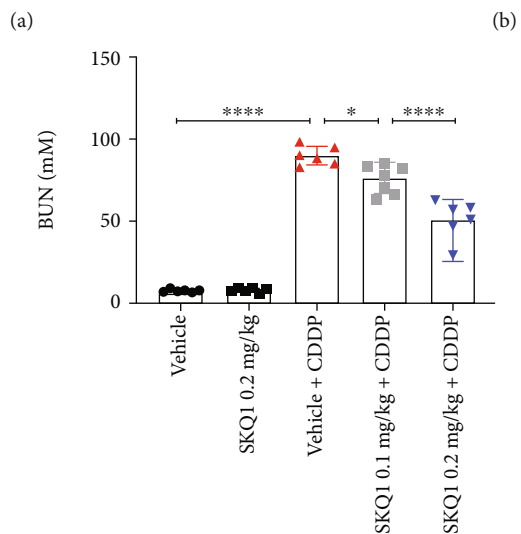 (a)
(b)
150
100
50
0
BUN (mM)
****
*
****
Vehicle
SKQ1 0.2 mg/kg
Vehicle + CDDP
SKQ1 0.1 mg/kg + CDDP
SKQ1 0.2 mg/kg + CDDP